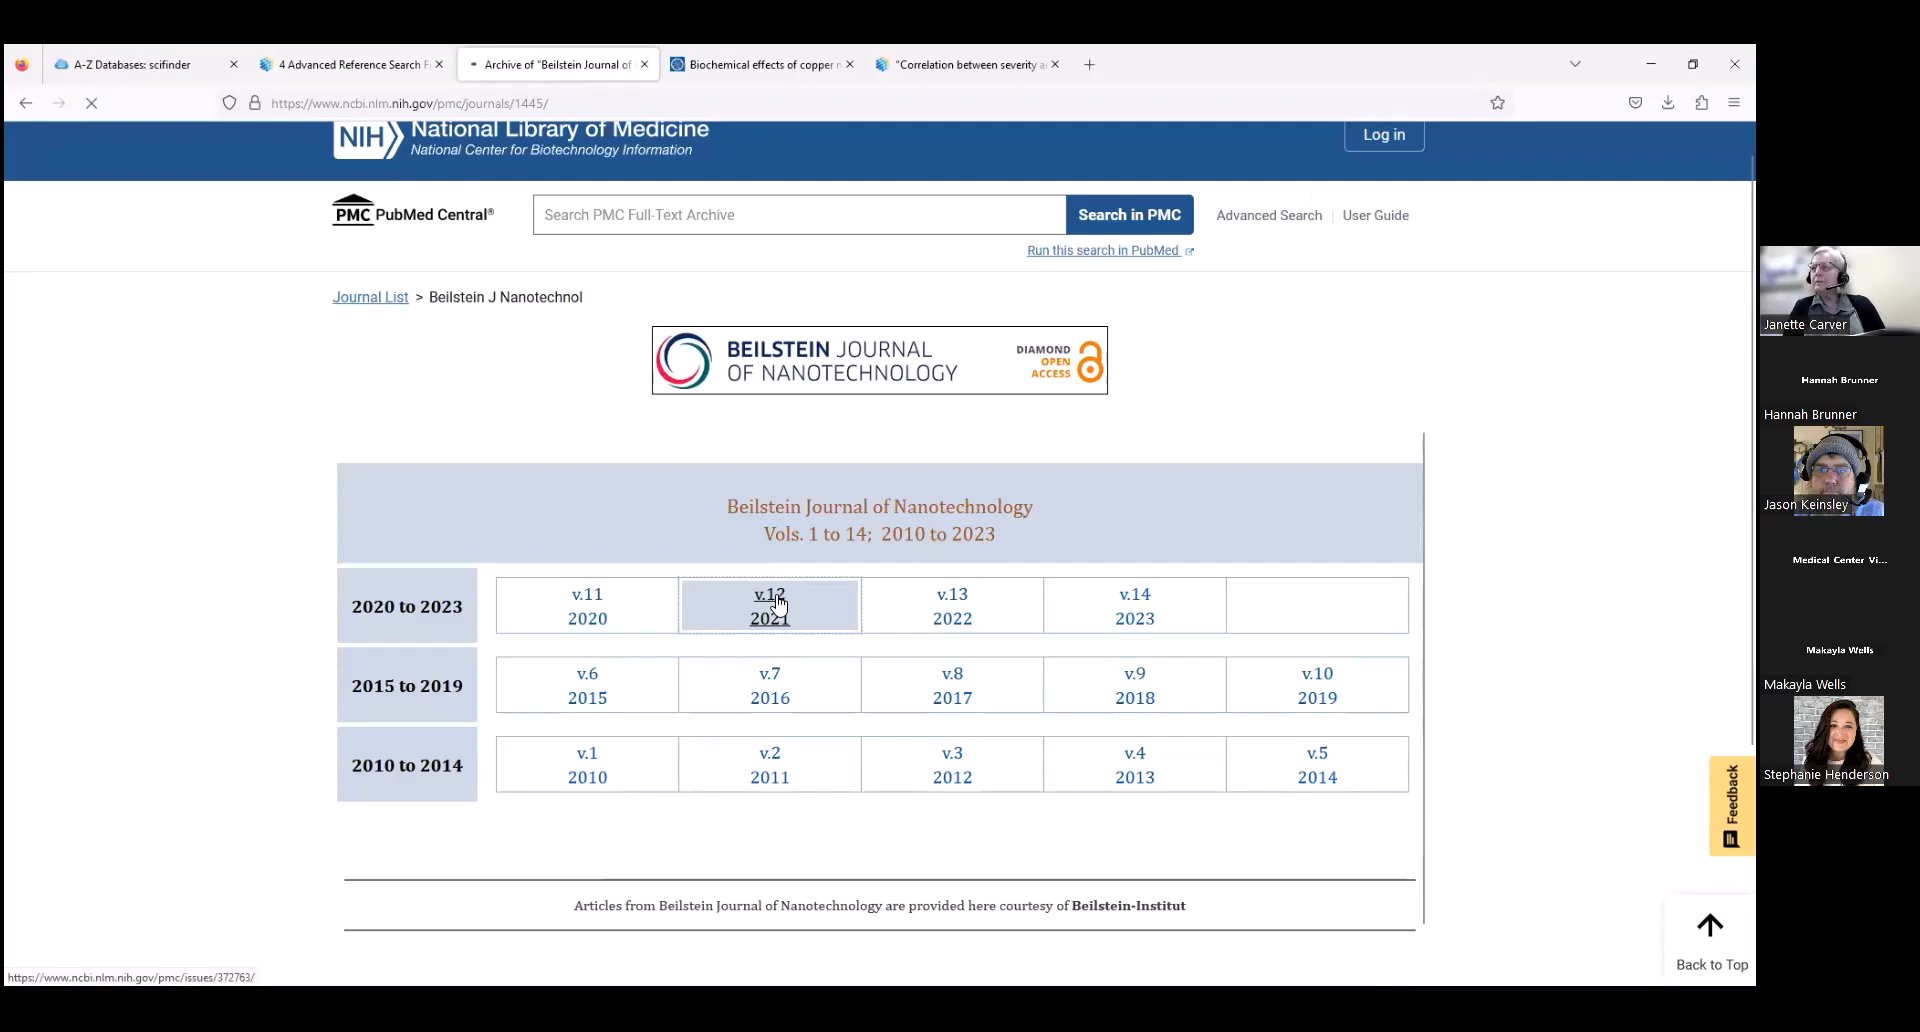 A-Z Databases: scifinder
4 Advanced Reference Search F
Archive of "Beilstein Journal of
Biochemical effects of copper n
"Correlation between severity a
https://www.ncbi.nlm.nih.gov/pmc/journals/1445/
NIH
National Library of Medicine
National Center for Biotechnology Information
Log in
PMC PubMed Central®
Search PMC Full-Text Archive
Search in PMC
Advanced Search
User Guide
Run this search in PubMed
Journal List > Beilstein J Nanotechnol
BEILSTEIN JOURNAL
OF NANOTECHNOLOGY
DIAMOND
OPEN
ACCESS
Beilstein Journal of Nanotechnology
Vols. 1 to 14; 2010 to 2023
2020 to 2023
v.11
2020
v.12
2021
v.13
2022
v.14
2023
2015 to 2019
v.6
2015
v.7
2016
v.8
2017
v.9
2018
v.10
2019
2010 to 2014
v.1
2010
v.2
2011
v.3
2012
v.4
2013
v.5
2014
Articles from Beilstein Journal of Nanotechnology are provided here courtesy of Beilstein-Institut
Feedback
Back to Top
https://www.ncbi.nlm.nih.gov/pmc/issues/372763/
Janette Carver
Hannah Brunner
Hannah Brunner
Jason Keinsley
Medical Center Vi...
Makayla Wells
Makayla Wells
Stephanie Henderson